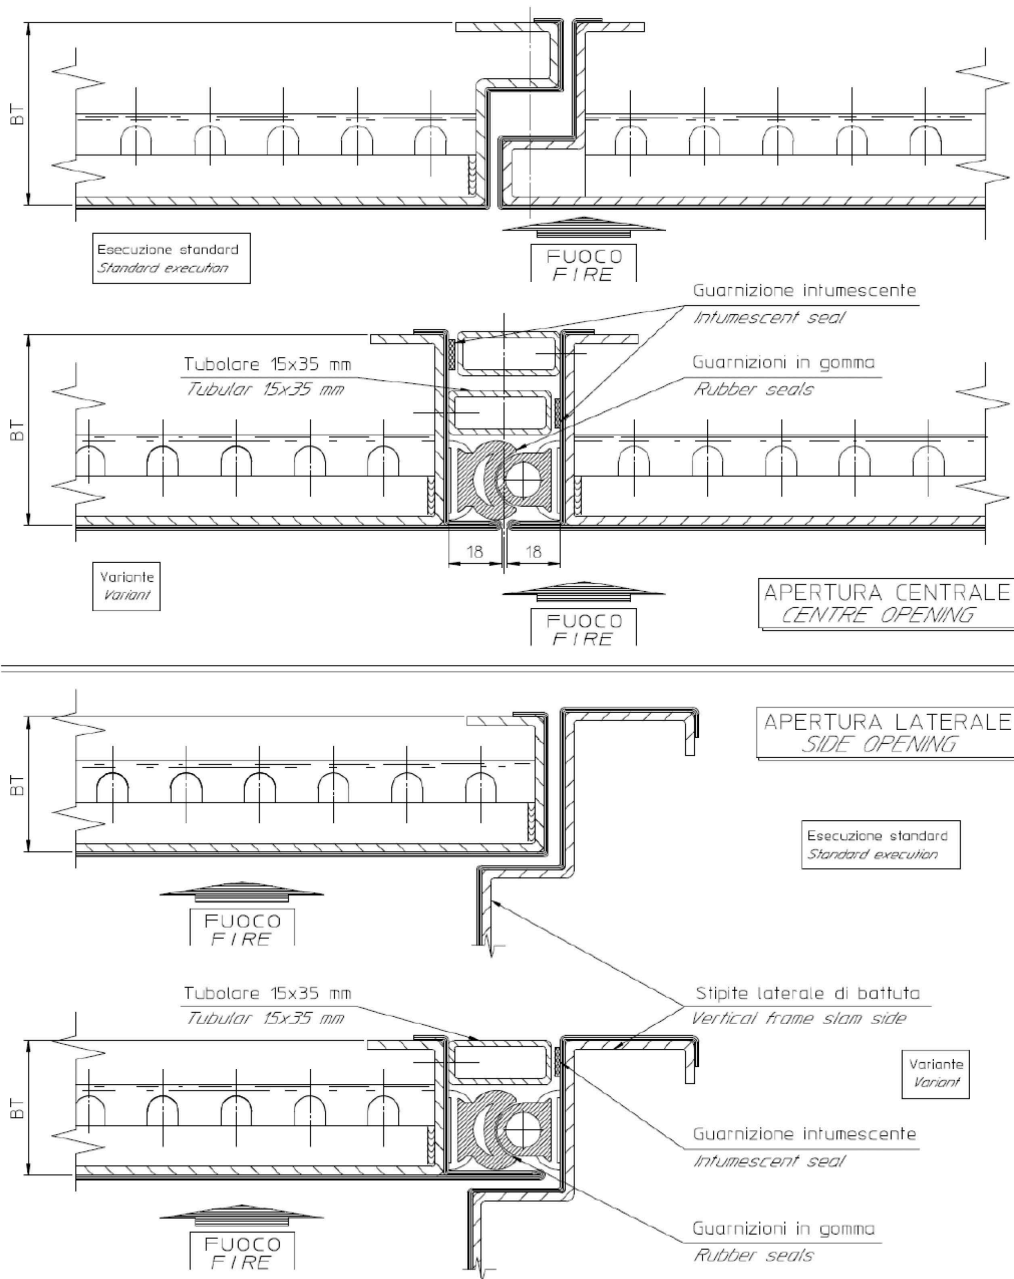 BT
Esecuzione standard
Standard execution
FUOCO
FIRE
Guarnizione intumescente
Intumescent seal
Tubolare 15x35 mm
Tubular 15x35 mm
Guarnizioni in gomma
Rubber seals
BT
18
18
Variante
Variant
FUOCO
FIRE
APERTURA CENTRALE
CENTRE OPENING
APERTURA LATERALE
SIDE OPENING
BT
Esecuzione standard
Standard execution
FUOCO
FIRE
Tubolare 15x35 mm
Tubular 15x35 mm
Stipite laterale di battuta
Vertical frame slam side
Variante
Variant
BT
Guarnizione intumescente
Intumescent seal
FUOCO
FIRE
Guarnizioni in gomma
Rubber seals